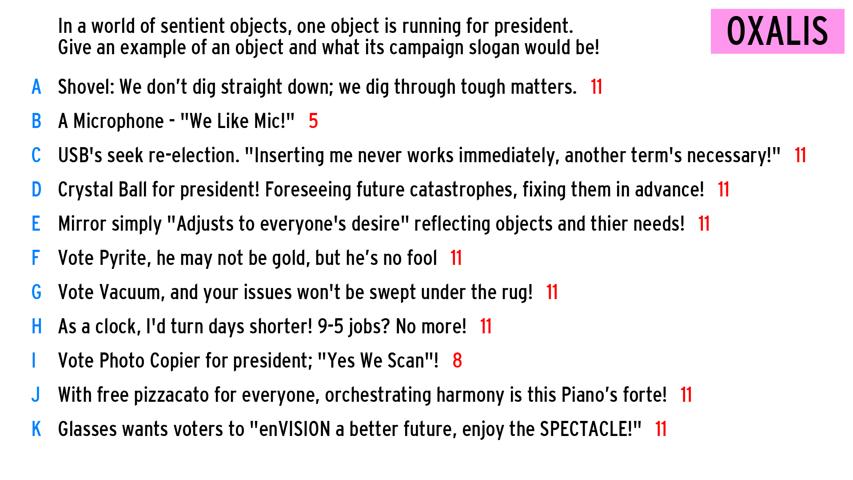 In a world of sentient objects, one object is running for president.
Give an example of an object and what its campaign slogan would be!
OXALIS
A Shovel: We don't dig straight down; we dig through tough matters. 11
B A Microphone - "We Like Mic!" 5
C USB's seek re-election. "Inserting me never works immediately, another term's necessary!" 11
D Crystal Ball for president! Foreseeing future catastrophes, fixing them in advance! 11
E Mirror simply "Adjusts to everyone's desire" reflecting objects and thier needs! 11
F Vote Pyrite, he may not be gold, but he's no fool 11
G Vote Vacuum, and your issues won't be swept under the rug! 11
H As a clock, I'd turn days shorter! 9-5 jobs? No more! 11
I Vote Photo Copier for president; "Yes We Scan"! 8
J With free pizzacato for everyone, orchestrating harmony is this Piano's forte! 11
K Glasses wants voters to "enVISION a better future, enjoy the SPECTACLE!" 11